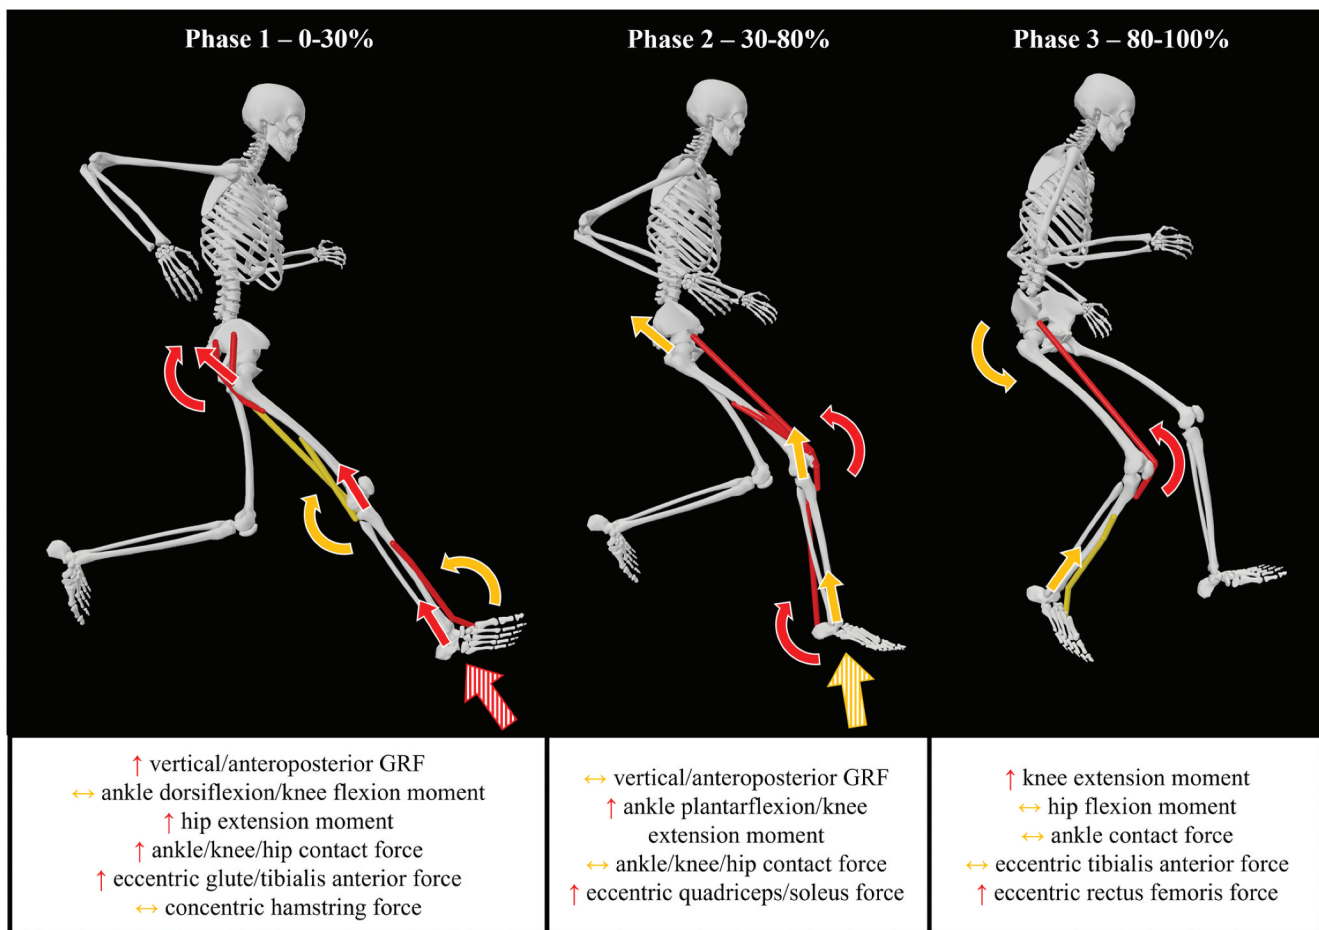 Phase 1 – 0-30%
Phase 2 – 30-80%
Phase 3 – 80-100%
↑ vertical/anteroposterior GRF
↔ ankle dorsiflexion/knee flexion moment
↑ hip extension moment
↑ ankle/knee/hip contact force
↑ eccentric glute/tibialis anterior force
↔ concentric hamstring force
↔ vertical/anteroposterior GRF
↑ ankle plantarflexion/knee
extension moment
↔ ankle/knee/hip contact force
↑ eccentric quadriceps/soleus force
↑ knee extension moment
↔ hip flexion moment
↔ ankle contact force
↔ eccentric tibialis anterior force
↑ eccentric rectus femoris force